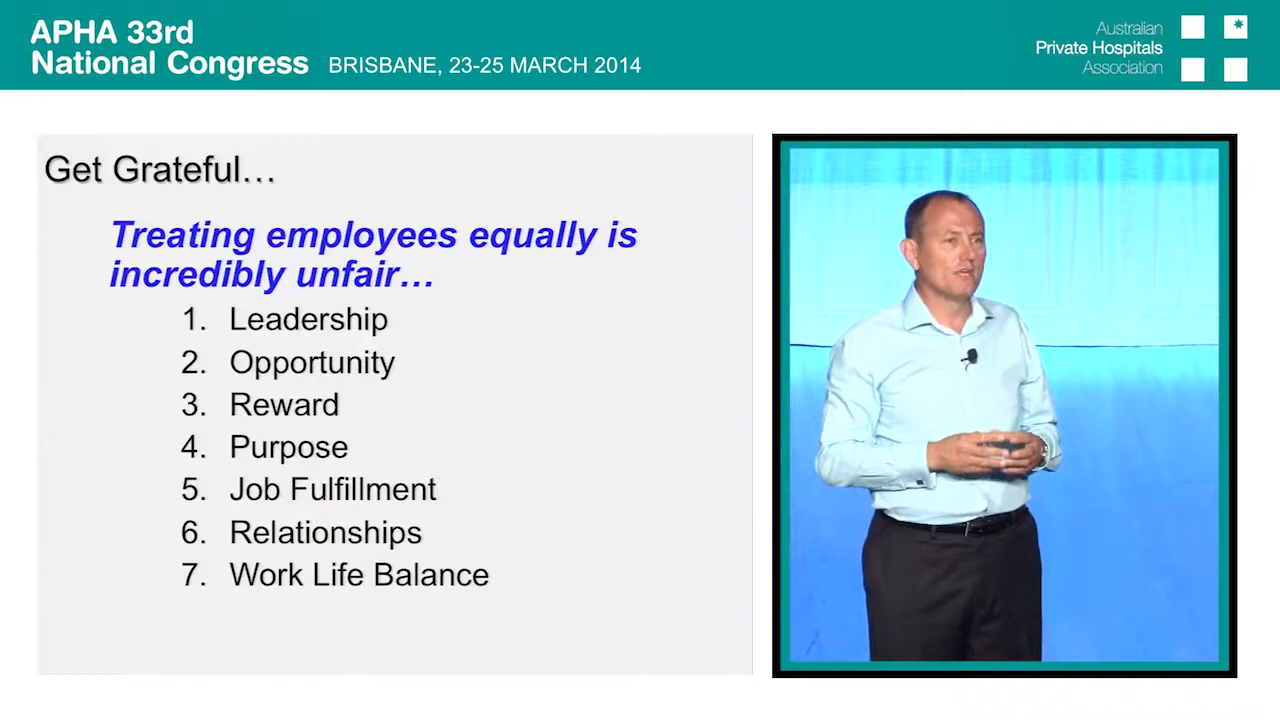 APHA 33rd
National Congress BRISBANE, 23-25 MARCH 2014
Australian
Private Hospitals
Association
Get Grateful…
Treating employees equally is
incredibly unfair…
1. Leadership
2. Opportunity
3. Reward
4. Purpose
5. Job Fulfillment
6. Relationships
7. Work Life Balance